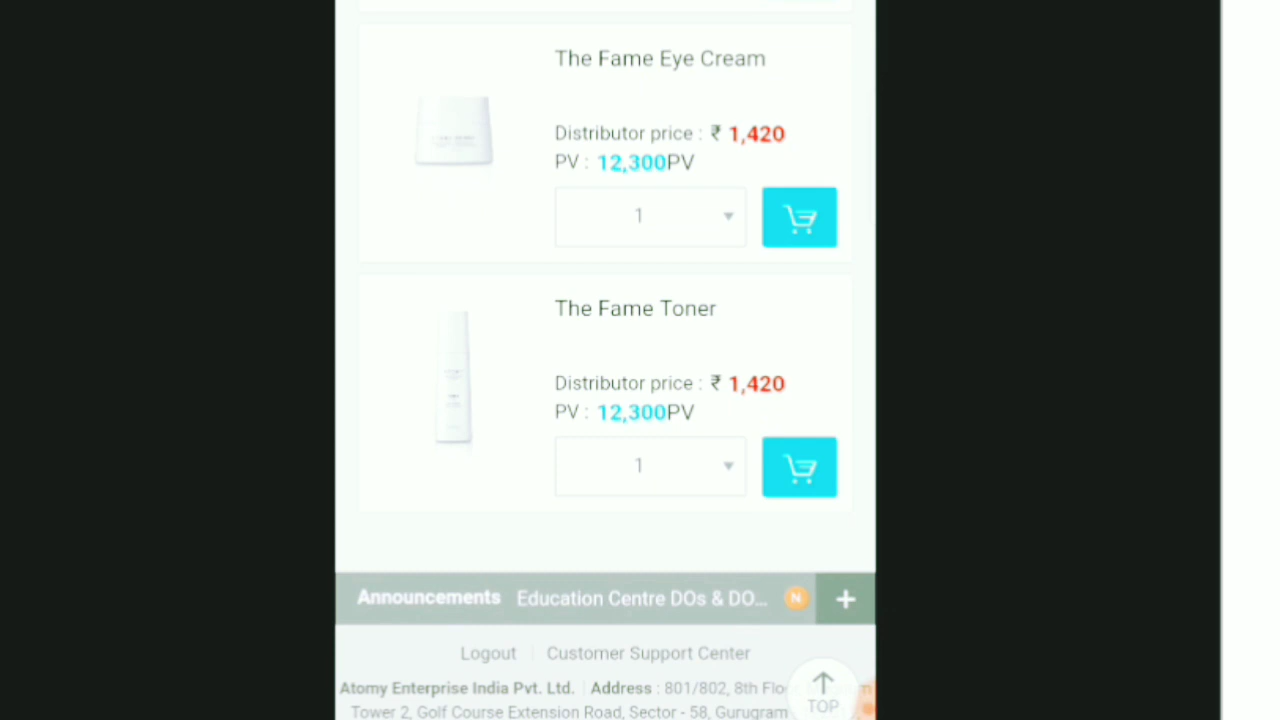 The Fame Eye Cream
Distributor price : ₹ 1,420
PV : 12,300PV
1
The Fame Toner
Distributor price : ₹ 1,420
PV : 12,300PV
1
Announcements Education Centre DOs & DO... N +
Logout Customer Support Center
Atomy Enterprise India Pvt. Ltd. Address : 801/802, 8th
TOP
Tower 2, Golf Course Extension Road, Sector - 58, Gurugram